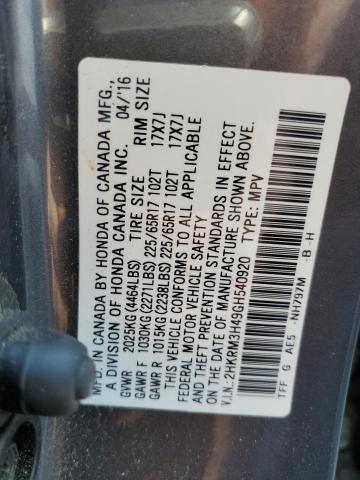 MFD. IN CANADA BY HONDA OF CANADA MFG.,
A DIVISION OF HONDA CANADA INC. 04/'16
GVWR 2025KG (4464LBS) TIRE SIZE RIM SIZE
GAWR F 1030KG (2271LBS) 225/65R17 102T 17X7J
GAWR R 1015KG (2238LBS) 225/65R17 102T 17X7J
THIS VEHICLE CONFORMS TO ALL APPLICABLE
FEDERAL MOTOR VEHICLE SAFETY
AND THEFT PREVENTION STANDARDS IN EFFECT
ON THE DATE OF MANUFACTURE SHOWN ABOVE.
V.I.N.: 2HKRM3H49GH540920 TYPE: MPV
TFF G AE5 -NH797M -B -H